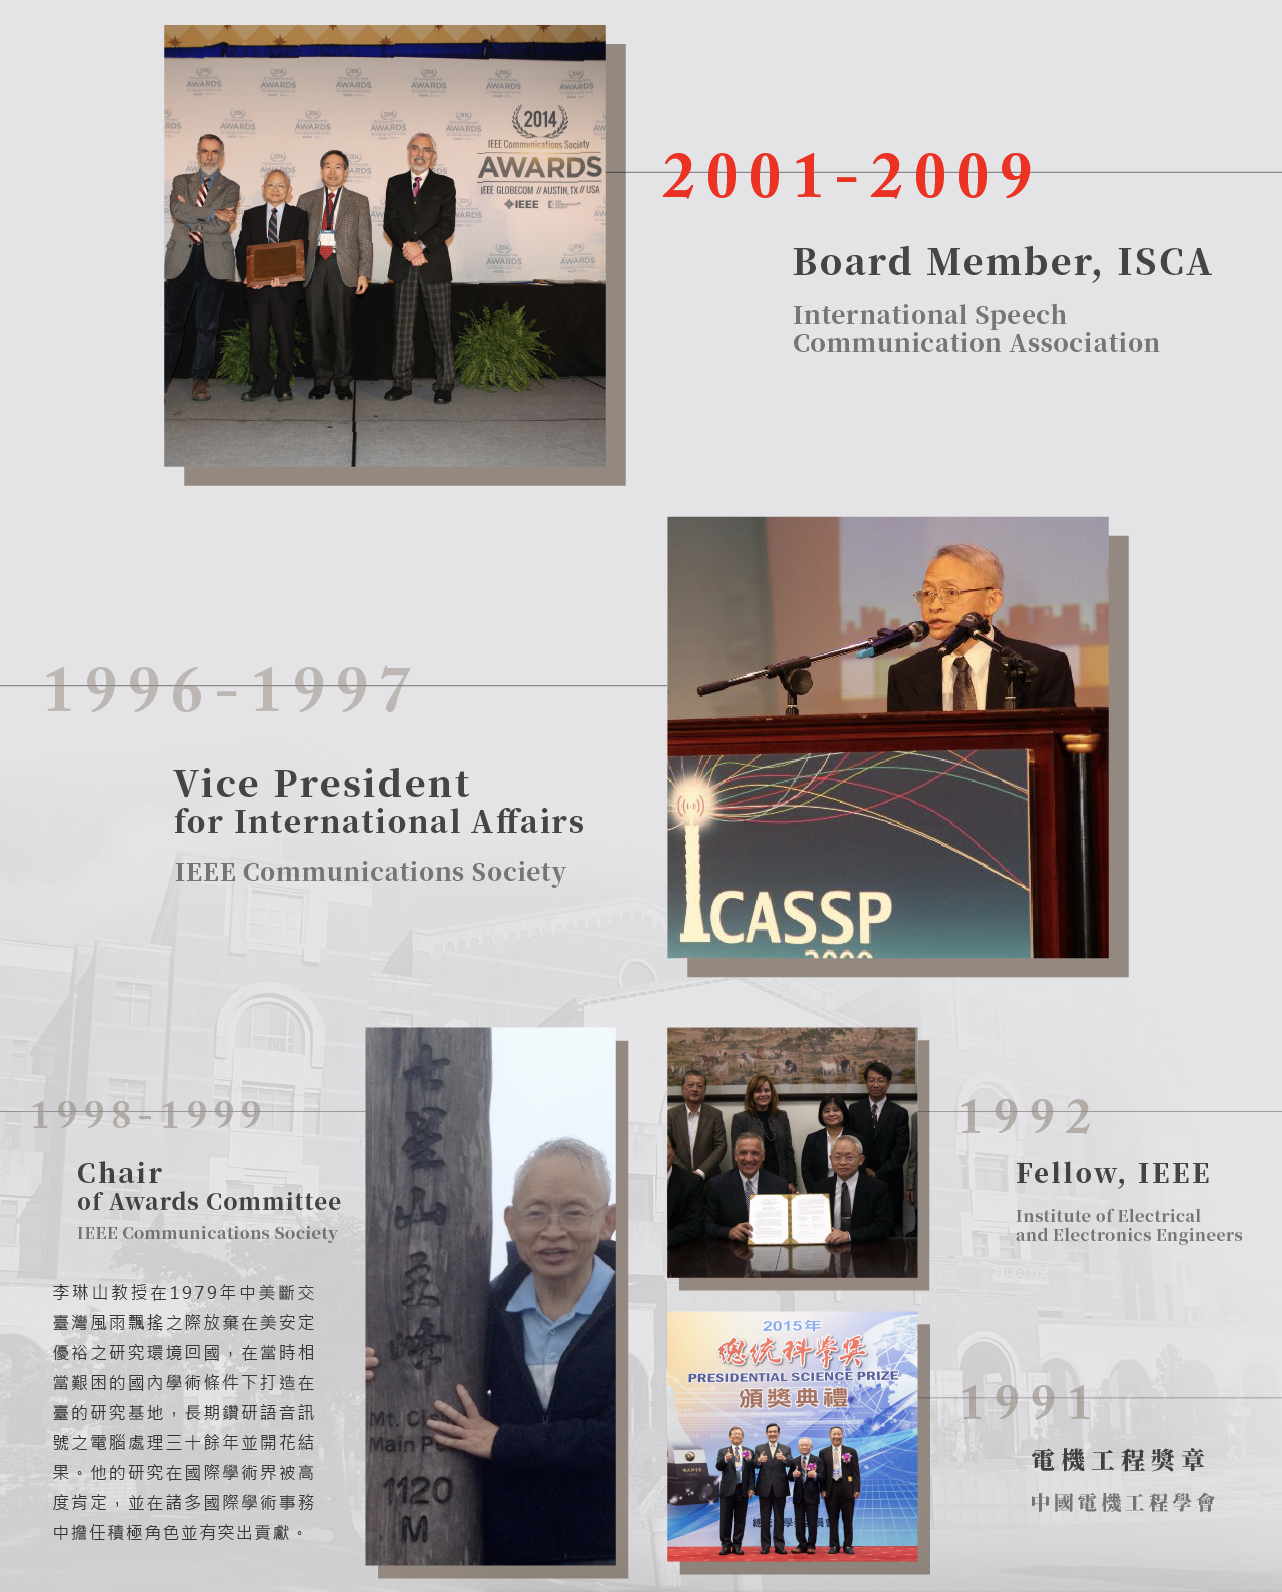 2014
IEEE Communications Society
AWARDS
IEEE GLOBECOM // AUSTIN, TX // USA
IEEE
2001-2009
Board Member, ISCA
International Speech
Communication Association
1996-1997
Vice President
for International Affairs
IEEE Communications Society
ICASSP
2009
1998-1999
Chair
of Awards Committee
IEEE Communications Society
李琳山教授在1979年中美斷交
臺灣風雨飄搖之際放棄在美安定
優裕之研究環境回國，在當時相
當艱困的國內學術條件下打造在
臺的研究基地，長期鑽研語音訊
號之電腦處理三十餘年並開花結
果。他的研究在國際學術界被高
度肯定，並在諸多國際學術事務
中擔任積極角色並有突出貢獻。
七星山主峰
Main
1120
M
1992
Fellow, IEEE
Institute of Electrical
and Electronics Engineers
2015年
總統科學獎
PRESIDENTIAL SCIENCE PRIZE
頒獎典禮
1991
電機工程獎章
中國電機工程學會